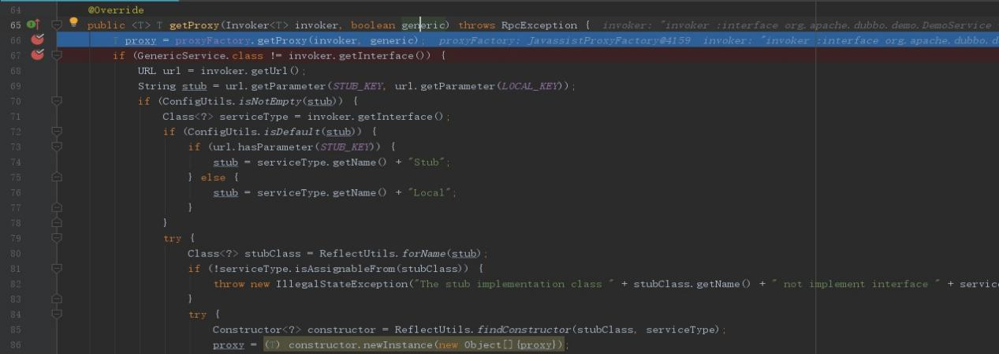 64 @Override
65 public <T> T getProxy(Invoker<T> invoker, boolean generic) throws RpcException { invoker: "invoker :interface org.apache.dubbo.demo.DemoService
66 T proxy = proxyFactory.getProxy(invoker, generic); proxyFactory: JavassistProxyFactory@4159 invoker: "invoker :interface org.apache.dubbo.d
67 if (GenericService.class != invoker.getInterface()) {
68 URL url = invoker.getUrl();
69 String stub = url.getParameter(STUB_KEY, url.getParameter(LOCAL_KEY));
70 if (ConfigUtils.isNotEmpty(stub)) {
71 Class<?> serviceType = invoker.getInterface();
72 if (ConfigUtils.isDefault(stub)) {
73 if (url.hasParameter(STUB_KEY)) {
74 stub = serviceType.getName() + "Stub";
75 } else {
76 stub = serviceType.getName() + "Local";
77 }
78 }
79 try {
80 Class<?> stubClass = ReflectUtils.forName(stub);
81 if (!serviceType.isAssignableFrom(stubClass)) {
82 throw new IllegalStateException("The stub implementation class " + stubClass.getName() + " not implement interface " + service
83 }
84 try {
85 Constructor<?> constructor = ReflectUtils.findConstructor(stubClass, serviceType);
86 proxy = (T) constructor.newInstance(new Object[]{proxy});